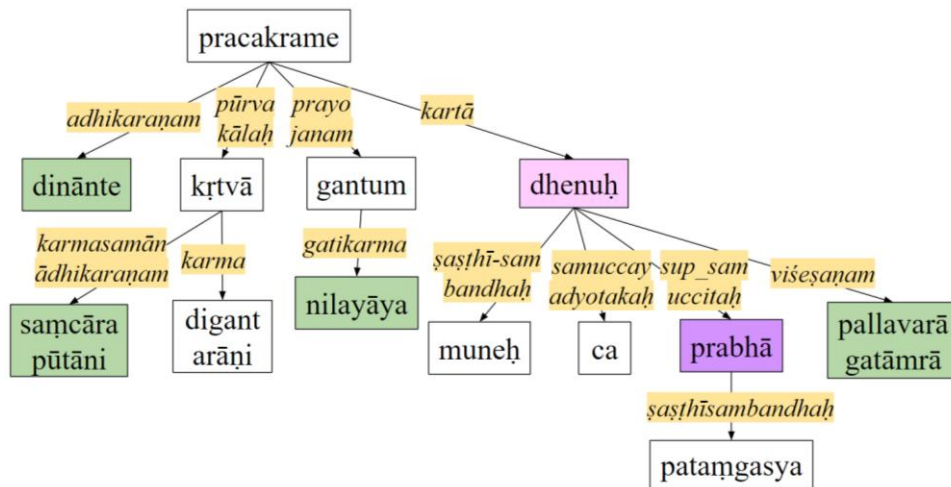 pracakrame
adhikaraṇam
pūrva
kālaḥ
prayo
janam
kartā
dinānte
kṛtvā
gantum
dhenuḥ
karmasamān
ādhikaraṇam
karma
gatikarma
ṣaṣṭhī-sam
bandhaḥ
samuccay
adyotakaḥ
sup_sam
uccitaḥ
viśeṣaṇam
saṃcāra
pūtāni
digant
arāṇi
nilayāya
muneḥ
ca
prabhā
pallavarā
gatāmrā
ṣaṣṭhīsambandhaḥ
pataṃgasya